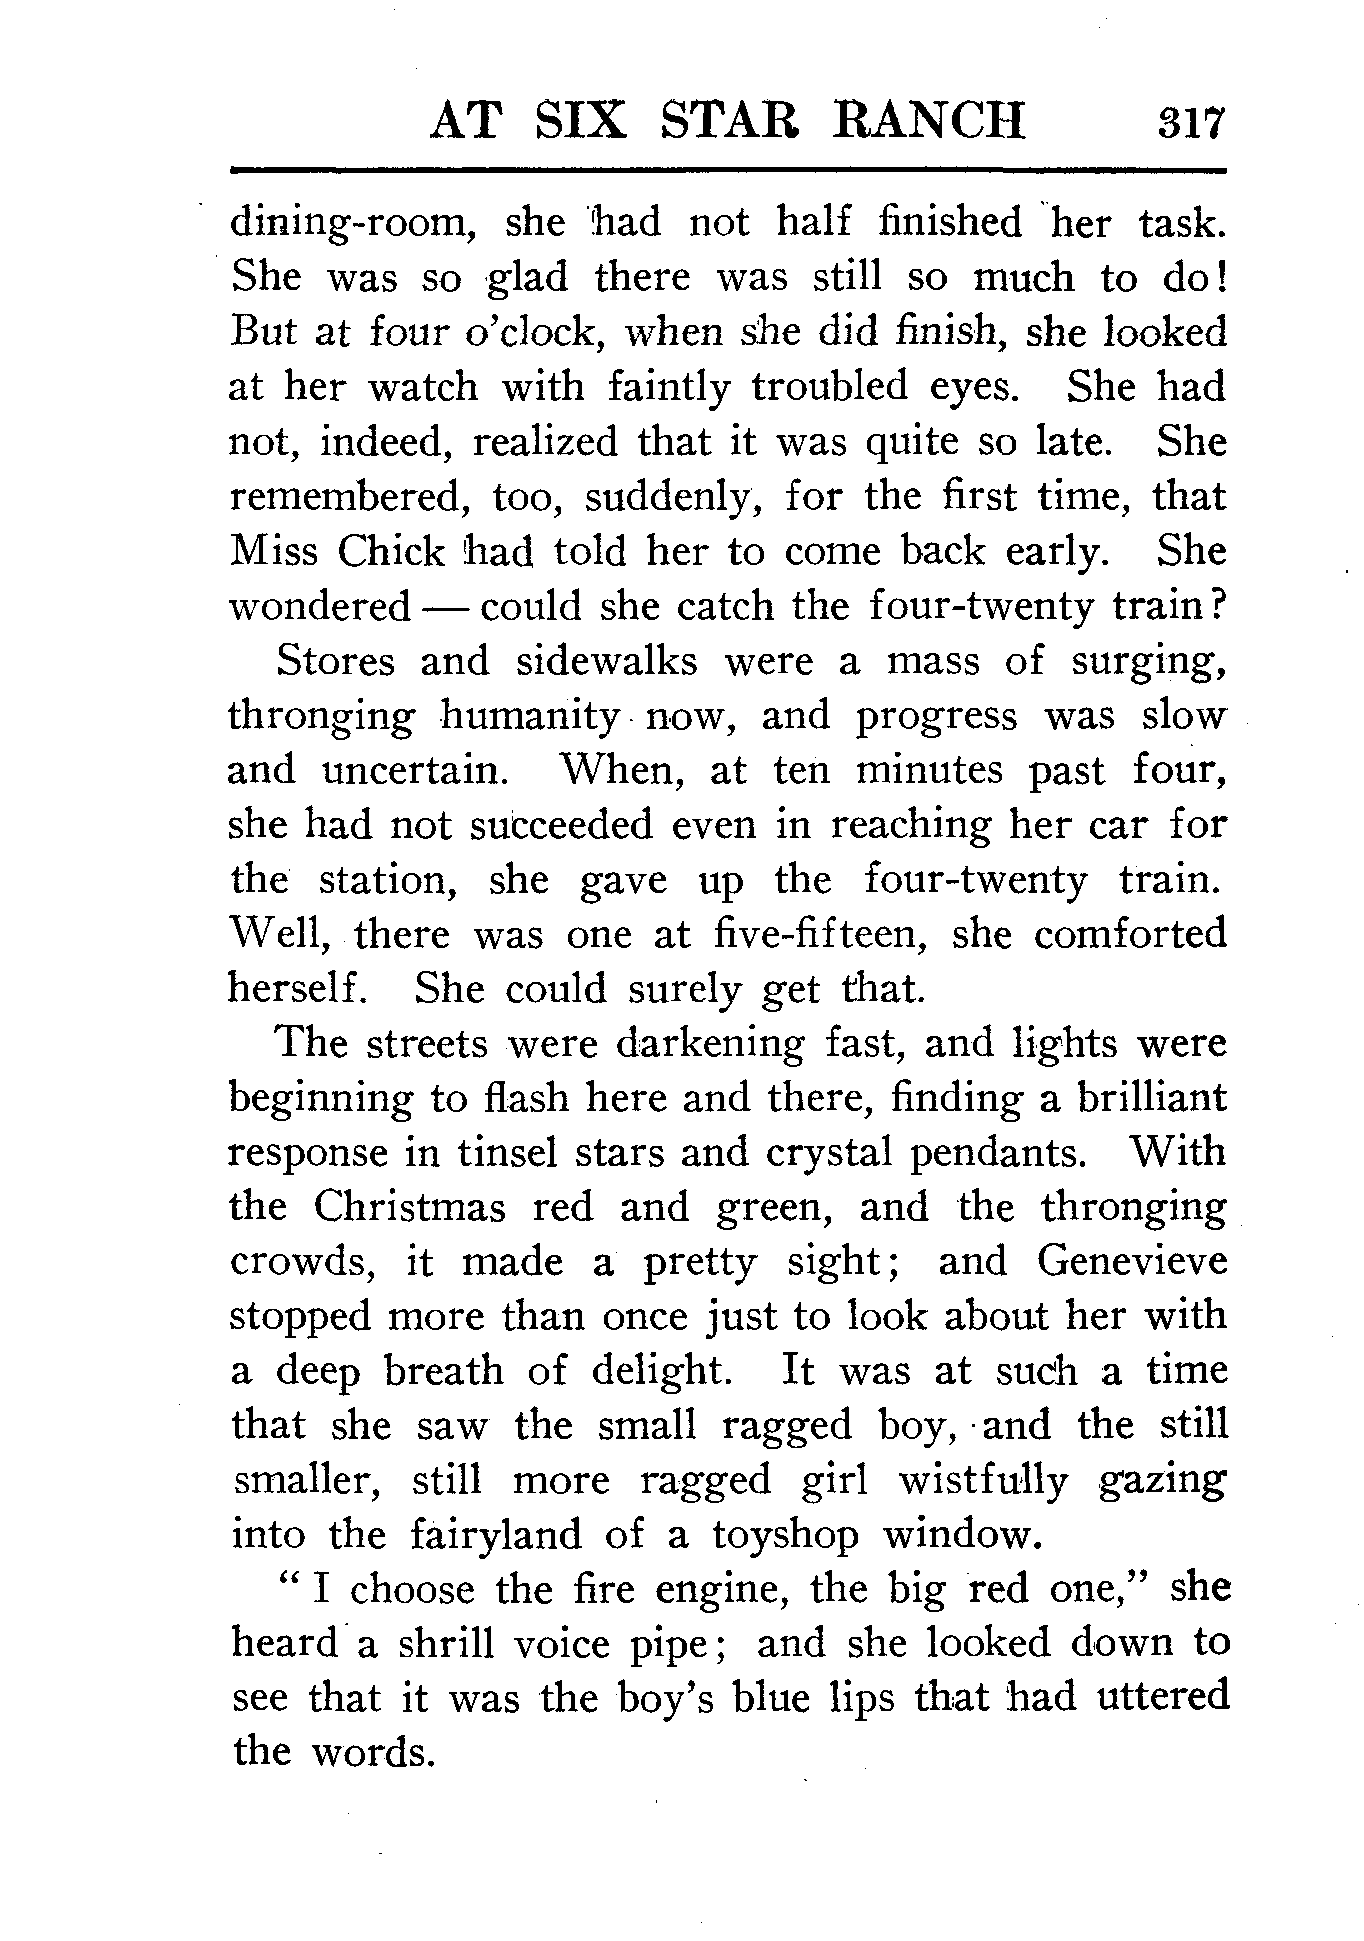 AT SIX STAR RANCH 317
dining-room, she had not half finished her task.
She was so glad there was still so much to do!
But at four o'clock, when she did finish, she looked
at her watch with faintly troubled eyes. She had
not, indeed, realized that it was quite so late. She
remembered, too, suddenly, for the first time, that
Miss Chick had told her to come back early. She
wondered — could she catch the four-twenty train?
Stores and sidewalks were a mass of surging,
thronging humanity now, and progress was slow
and uncertain. When, at ten minutes past four,
she had not succeeded even in reaching her car for
the station, she gave up the four-twenty train.
Well, there was one at five-fifteen, she comforted
herself. She could surely get that.
The streets were darkening fast, and lights were
beginning to flash here and there, finding a brilliant
response in tinsel stars and crystal pendants. With
the Christmas red and green, and the thronging
crowds, it made a pretty sight; and Genevieve
stopped more than once just to look about her with
a deep breath of delight. It was at such a time
that she saw the small ragged boy, and the still
smaller, still more ragged girl wistfully gazing
into the fairyland of a toyshop window.
" I choose the fire engine, the big red one," she
heard a shrill voice pipe; and she looked down to
see that it was the boy's blue lips that had uttered
the words.